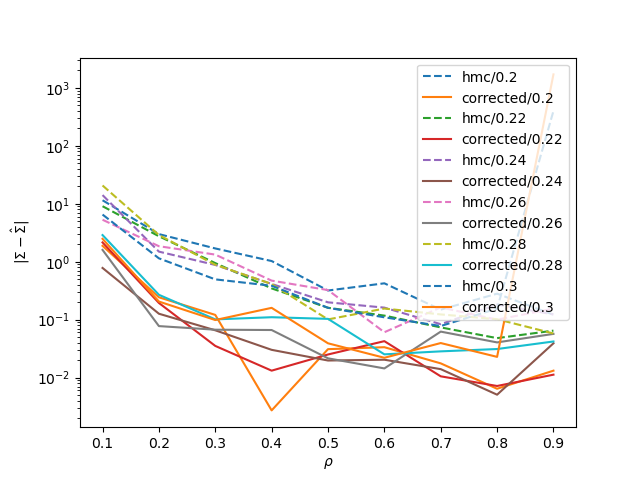 10³
10²
10¹
10⁰
10⁻¹
10⁻²
|Σ − Σ̂|
0.1 0.2 0.3 0.4 0.5 0.6 0.7 0.8 0.9
ρ
hmc/0.2
corrected/0.2
hmc/0.22
corrected/0.22
hmc/0.24
corrected/0.24
hmc/0.26
corrected/0.26
hmc/0.28
corrected/0.28
hmc/0.3
corrected/0.3